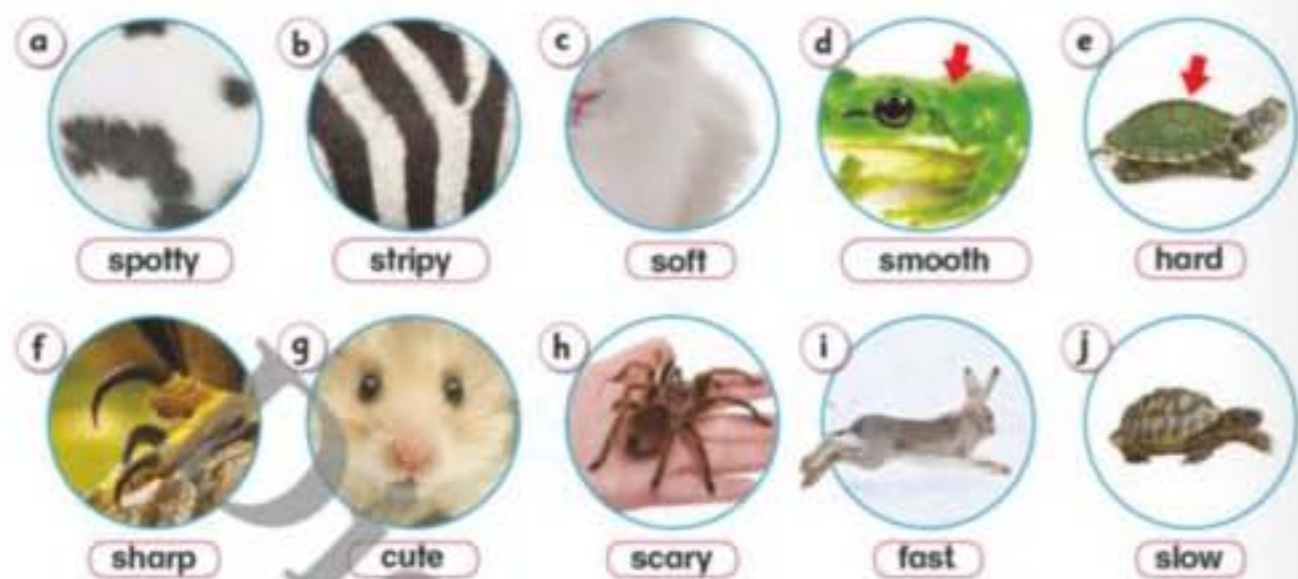 a b c d e
spotty stripy soft smooth hard
f g h i j
sharp cute scary fast slow